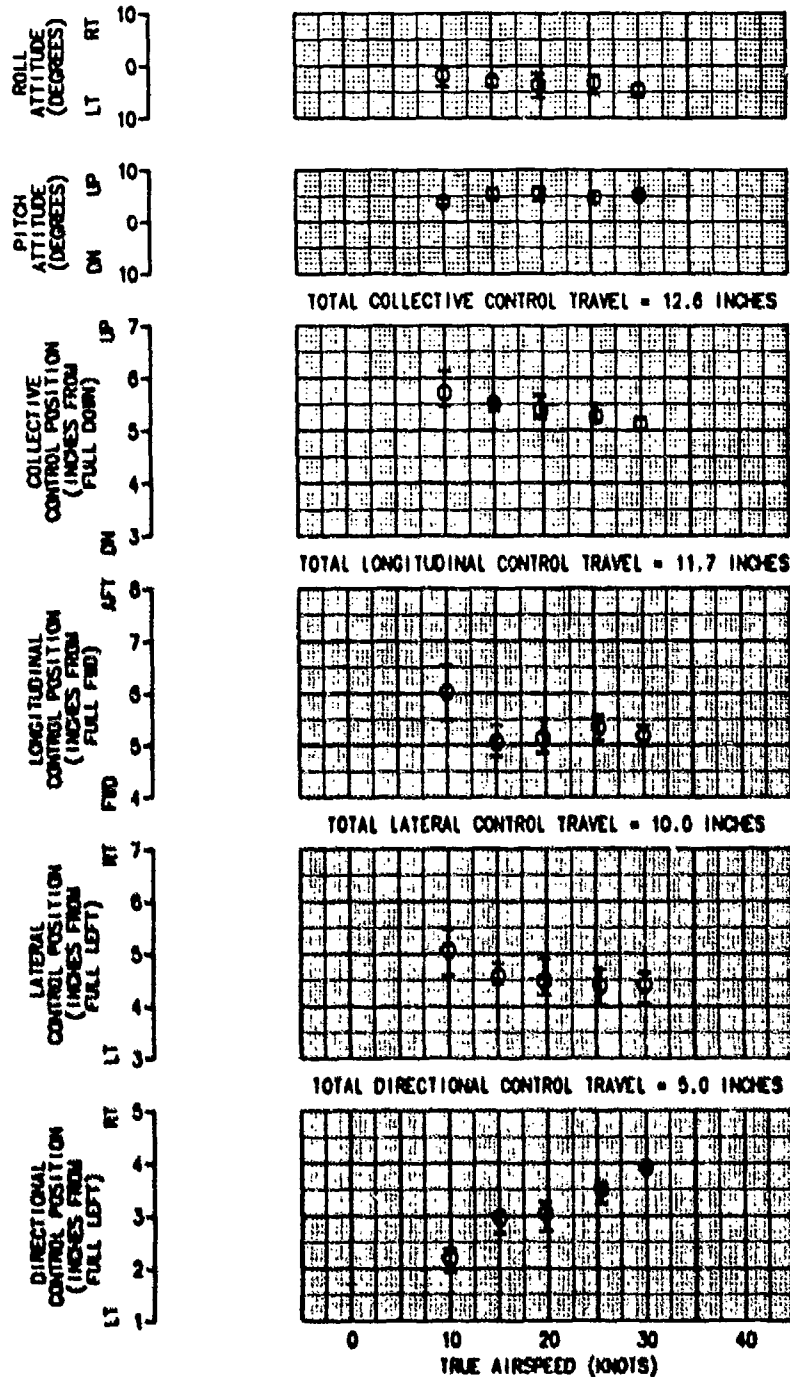 ROLL
ATTITUDE
(DEGREES)
LT RT
10
0
10
PITCH
ATTITUDE
(DEGREES)
DN UP
10
0
10
TOTAL COLLECTIVE CONTROL TRAVEL = 12.6 INCHES
COLLECTIVE
CONTROL POSITION
(INCHES FROM
FULL DOWN)
DN UP
7
6
5
4
3
TOTAL LONGITUDINAL CONTROL TRAVEL = 11.7 INCHES
LONGITUDINAL
CONTROL POSITION
(INCHES FROM
FULL FWD)
FWD AFT
8
7
6
5
4
TOTAL LATERAL CONTROL TRAVEL = 10.0 INCHES
LATERAL
CONTROL POSITION
(INCHES FROM
FULL LEFT)
LT RT
7
6
5
4
3
TOTAL DIRECTIONAL CONTROL TRAVEL = 5.0 INCHES
DIRECTIONAL
CONTROL POSITION
(INCHES FROM
FULL LEFT)
LT RT
5
4
3
2
1
0 10 20 30 40
TRUE AIRSPEED (KNOTS)